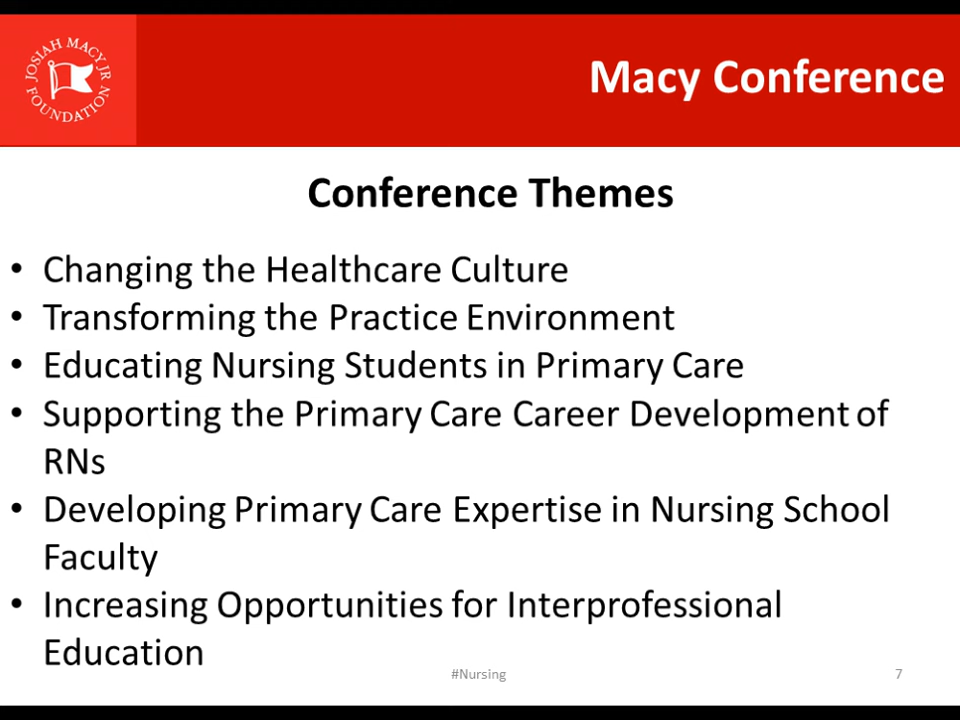 JOSIAH MACY JR
FOUNDATION
Macy Conference
Conference Themes
• Changing the Healthcare Culture
• Transforming the Practice Environment
• Educating Nursing Students in Primary Care
• Supporting the Primary Care Career Development of
RNs
• Developing Primary Care Expertise in Nursing School
Faculty
• Increasing Opportunities for Interprofessional
Education
#Nursing
7